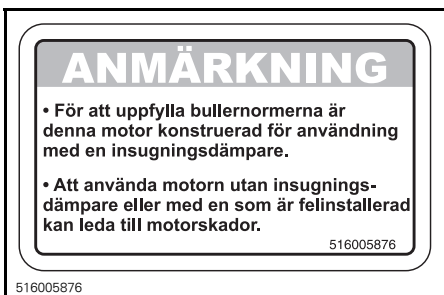 ANMÄRKNING
• För att uppfylla bullernormerna är
denna motor konstruerad för användning
med en insugningsdämpare.
• Att använda motorn utan insugnings-
dämpare eller med en som är felinstallerad
kan leda till motorskador.
516005876
516005876